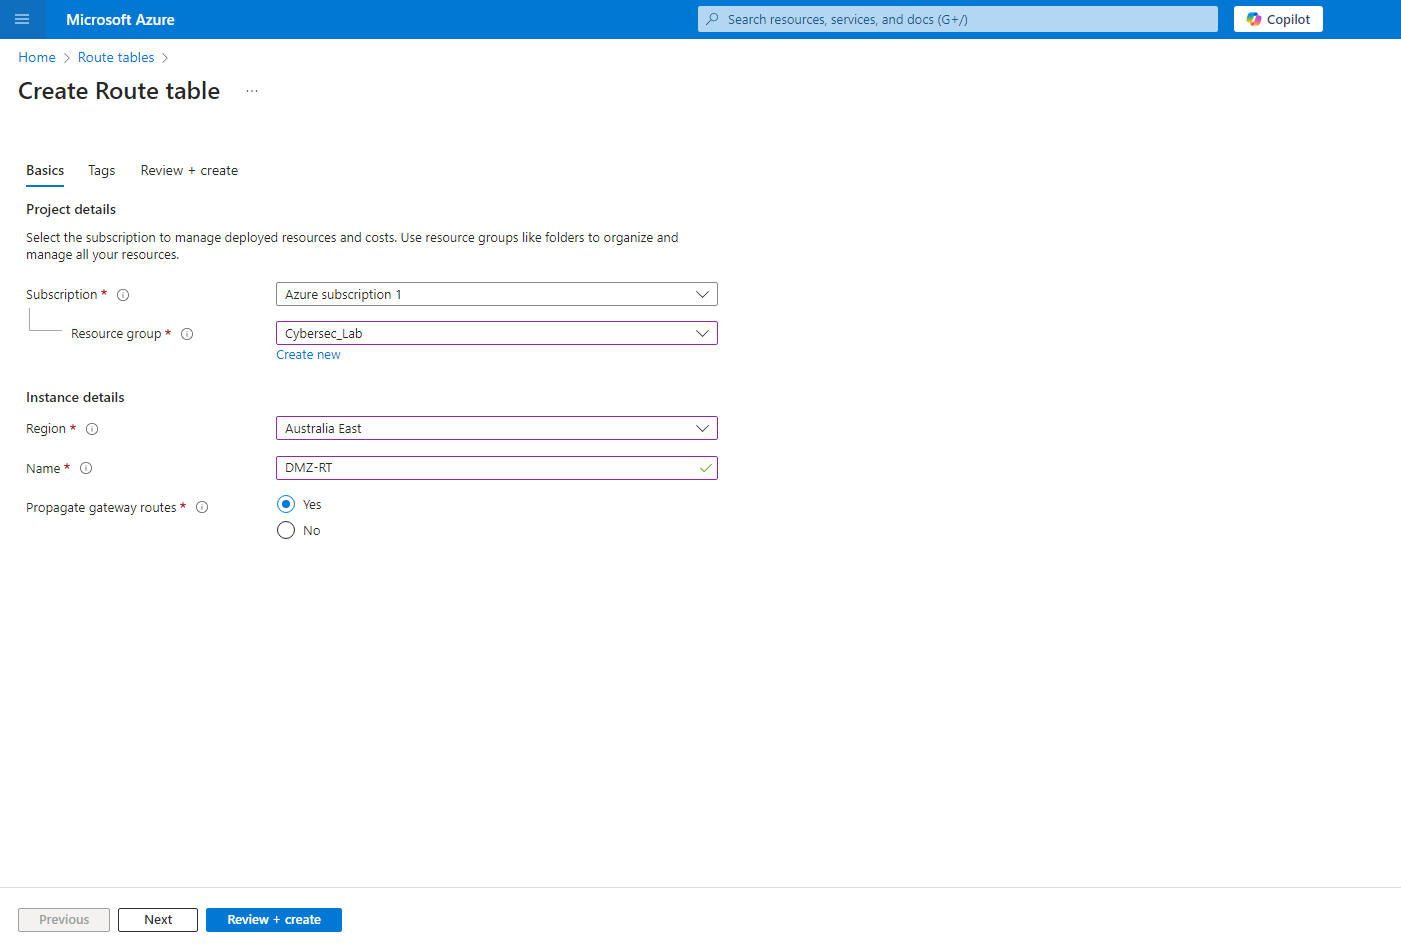 Microsoft Azure
Search resources, services, and docs (G+/)
Copilot
Home > Route tables >
Create Route table ...
Basics Tags Review + create
Project details
Select the subscription to manage deployed resources and costs. Use resource groups like folders to organize and
manage all your resources.
Subscription *
Azure subscription 1
Resource group *
Cybersec_Lab
Create new
Instance details
Region *
Australia East
Name *
DMZ-RT
Propagate gateway routes *
Yes
No
Previous Next Review + create